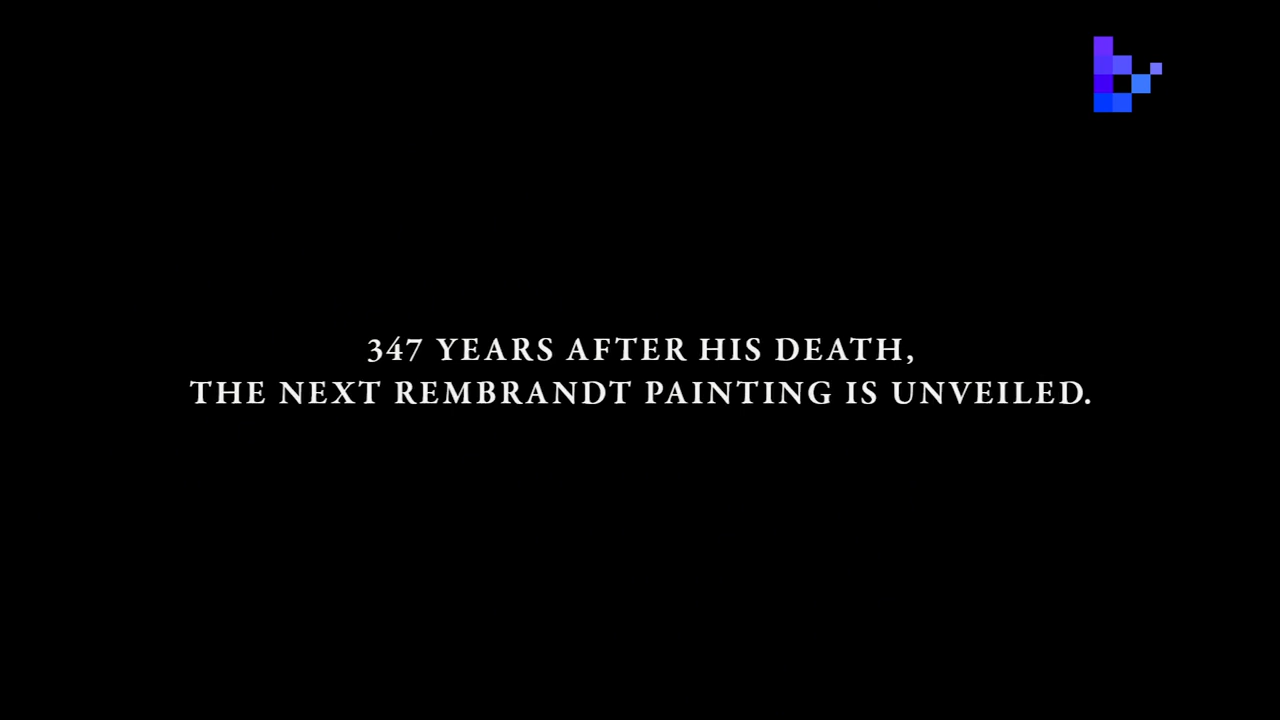 347 YEARS AFTER HIS DEATH,
THE NEXT REMBRANDT PAINTING IS UNVEILED.